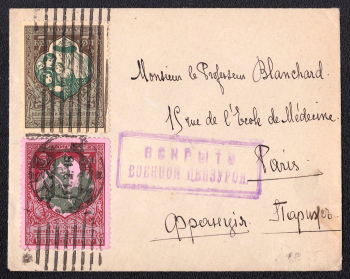 Monsieur le Professeur Blanchard.
15 rue de l'Ecole de Médecine.
ВСКРЫТО
ВОЕННОЙ ЦЕНЗУРОЙ
Paris
Франція Парижъ